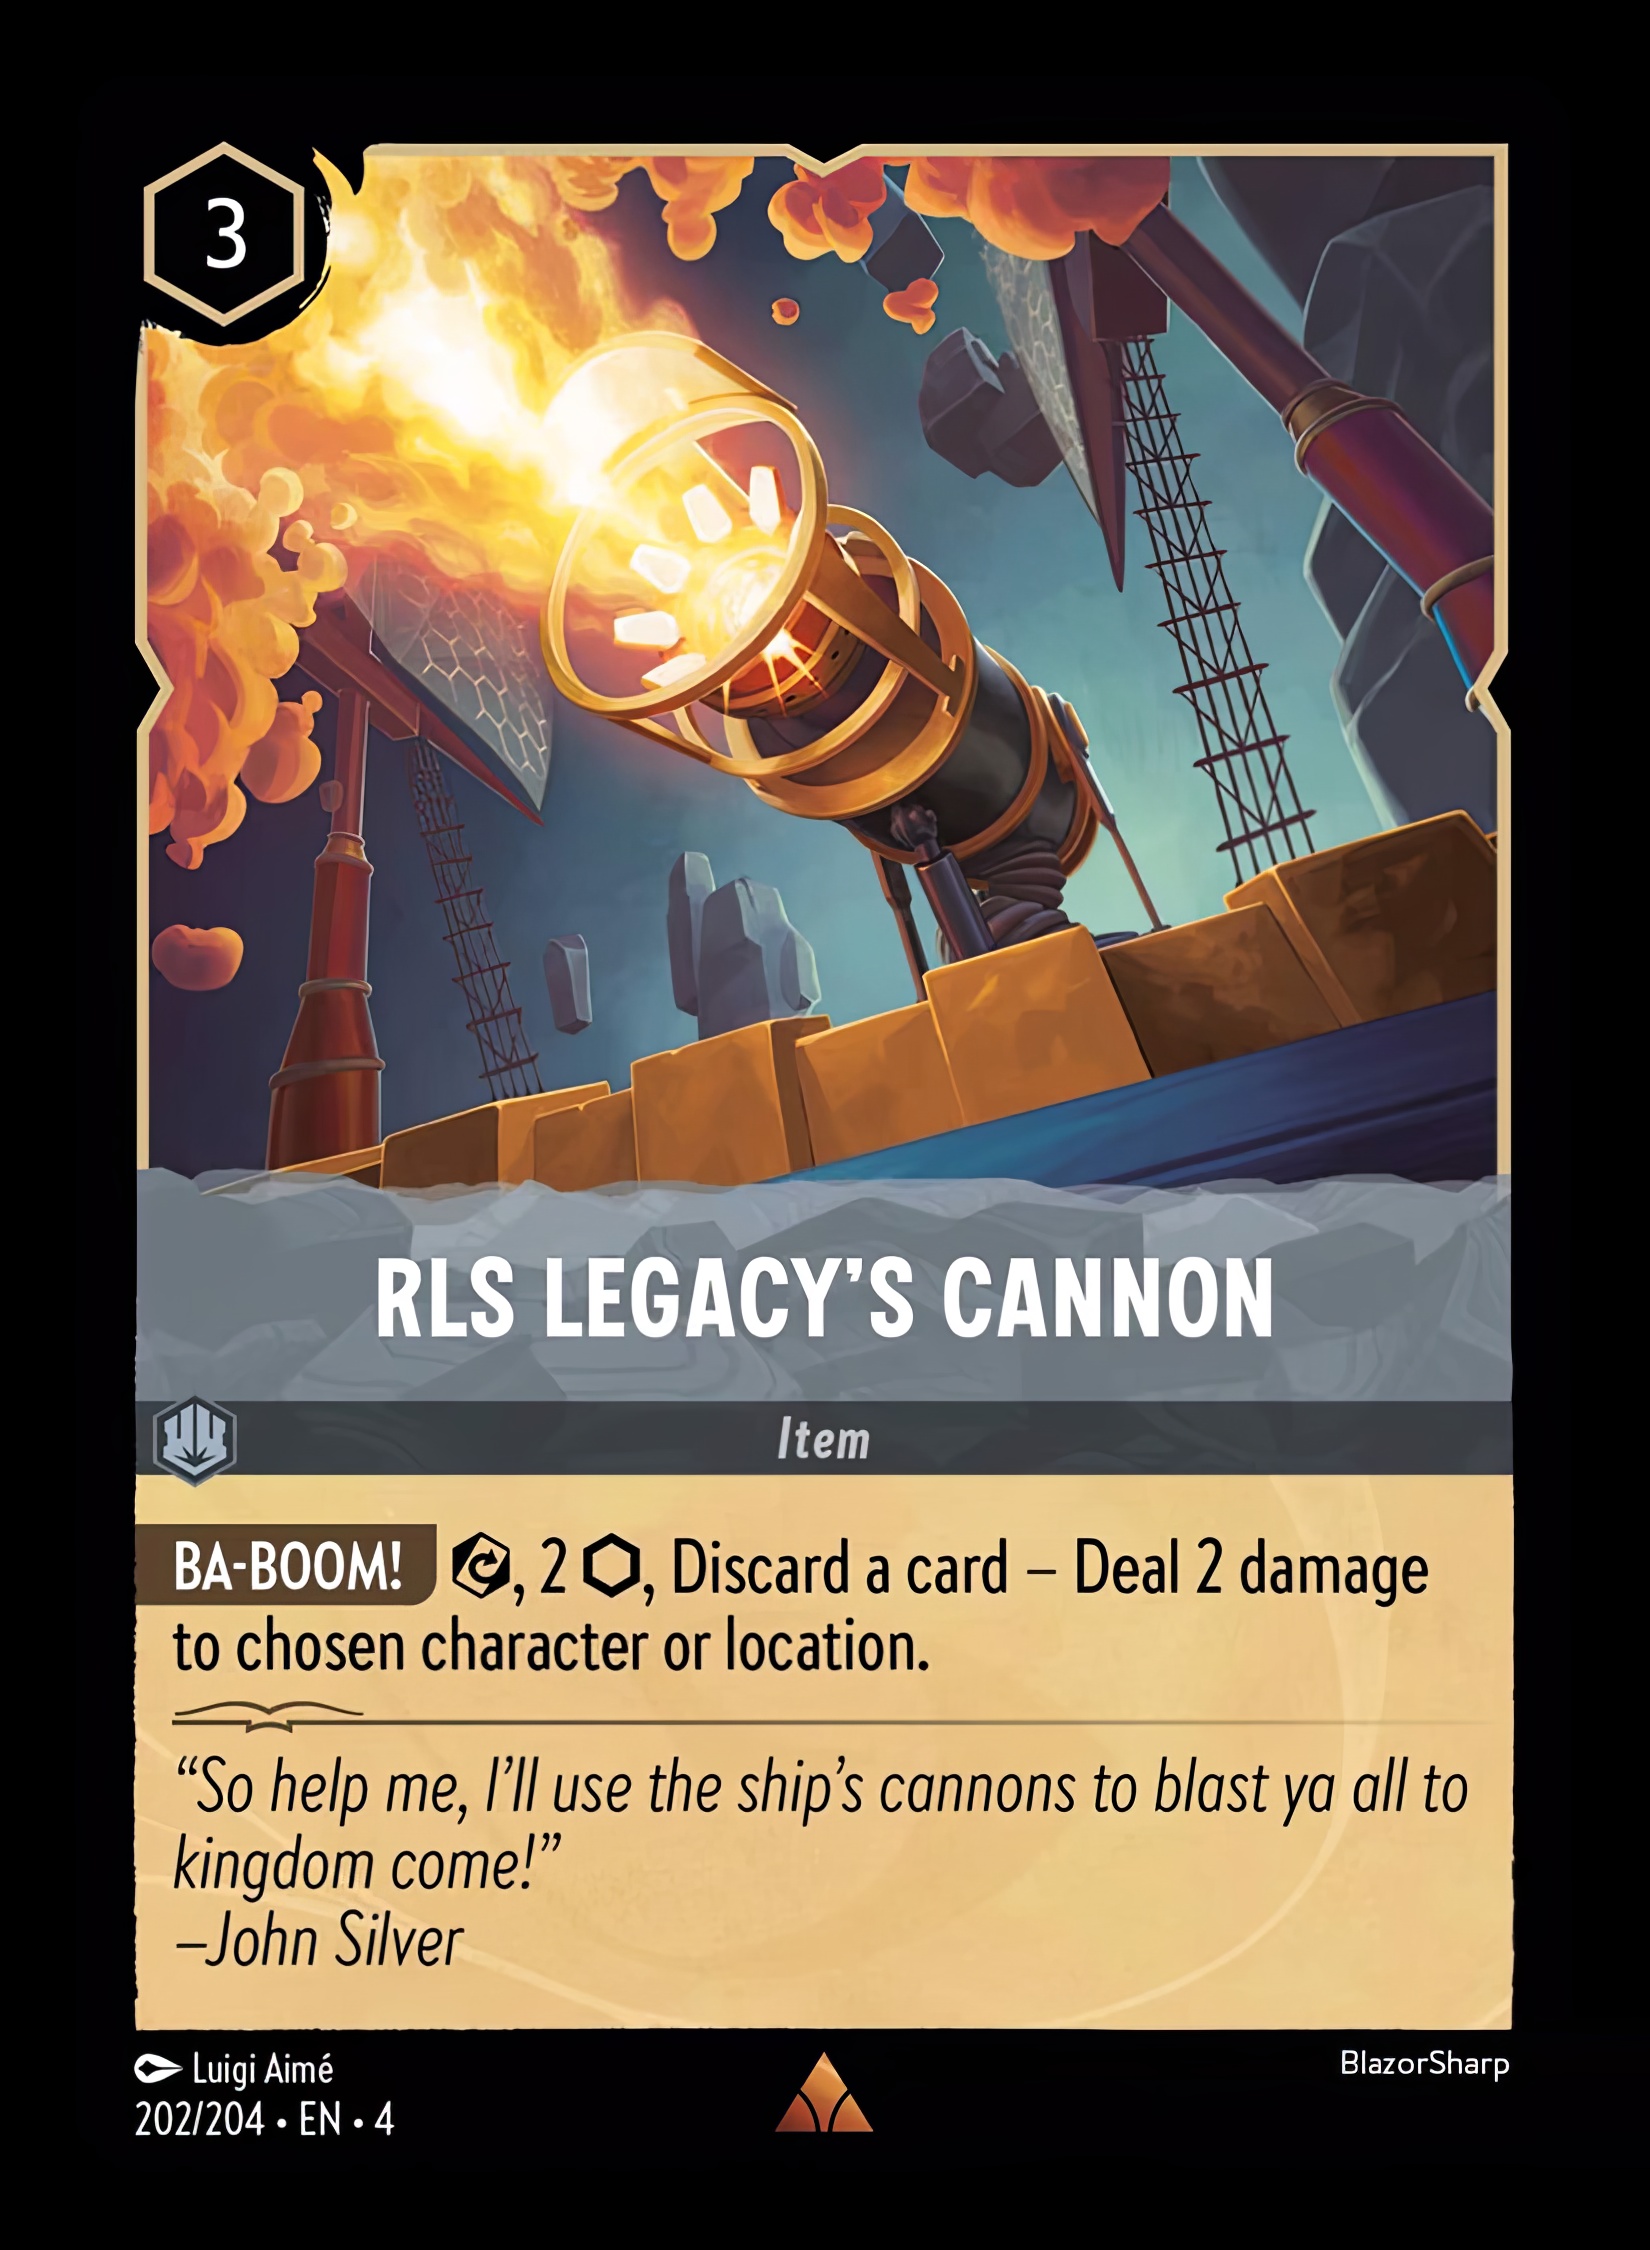 3
RLS LEGACY’S CANNON
Item
BA-BOOM! , 2 , Discard a card – Deal 2 damage
to chosen character or location.
“So help me, I’ll use the ship’s cannons to blast ya all to
kingdom come!”
–John Silver
Luigi Aimé
BlazorSharp
202/204 • EN • 4